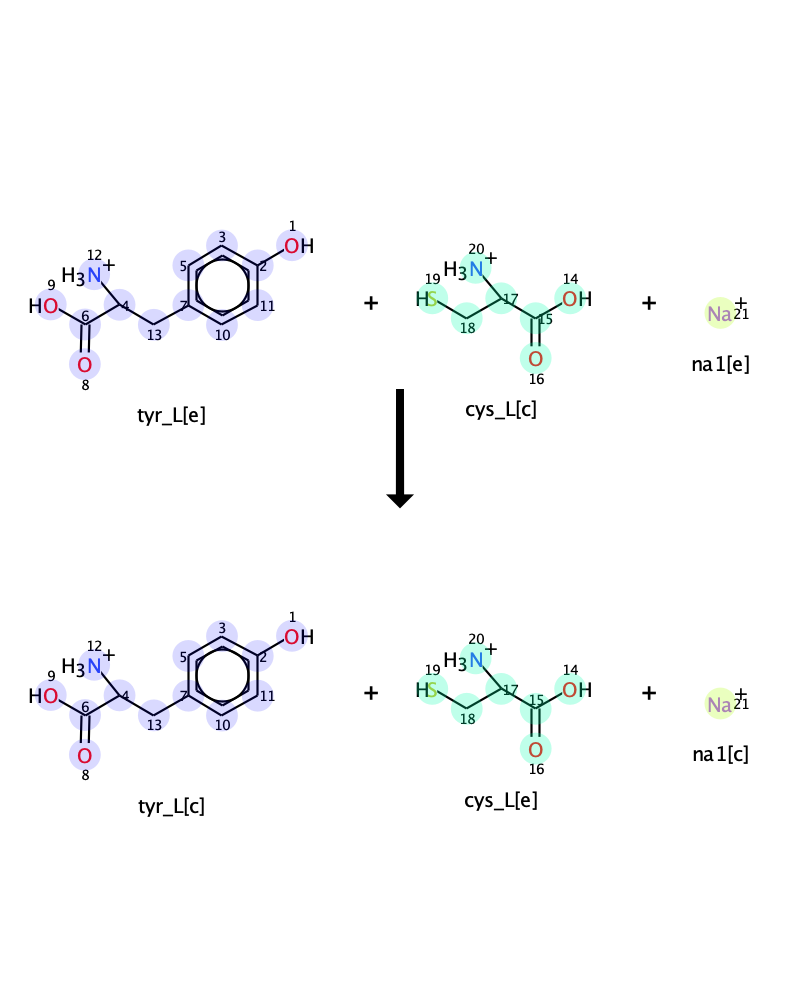 1
3
OH
12
H3N+
5
2
9
HO
4
7
11
6
13
10
O
8
tyr_L[e]
+
20
H3N+
19
HS
14
OH
17
15
18
O
16
cys_L[c]
+
Na+
21
na1[e]
1
3
OH
12
H3N+
5
2
9
HO
4
7
11
6
13
10
O
8
tyr_L[c]
+
20
H3N+
19
HS
14
OH
17
15
18
O
16
cys_L[e]
+
Na+
21
na1[c]